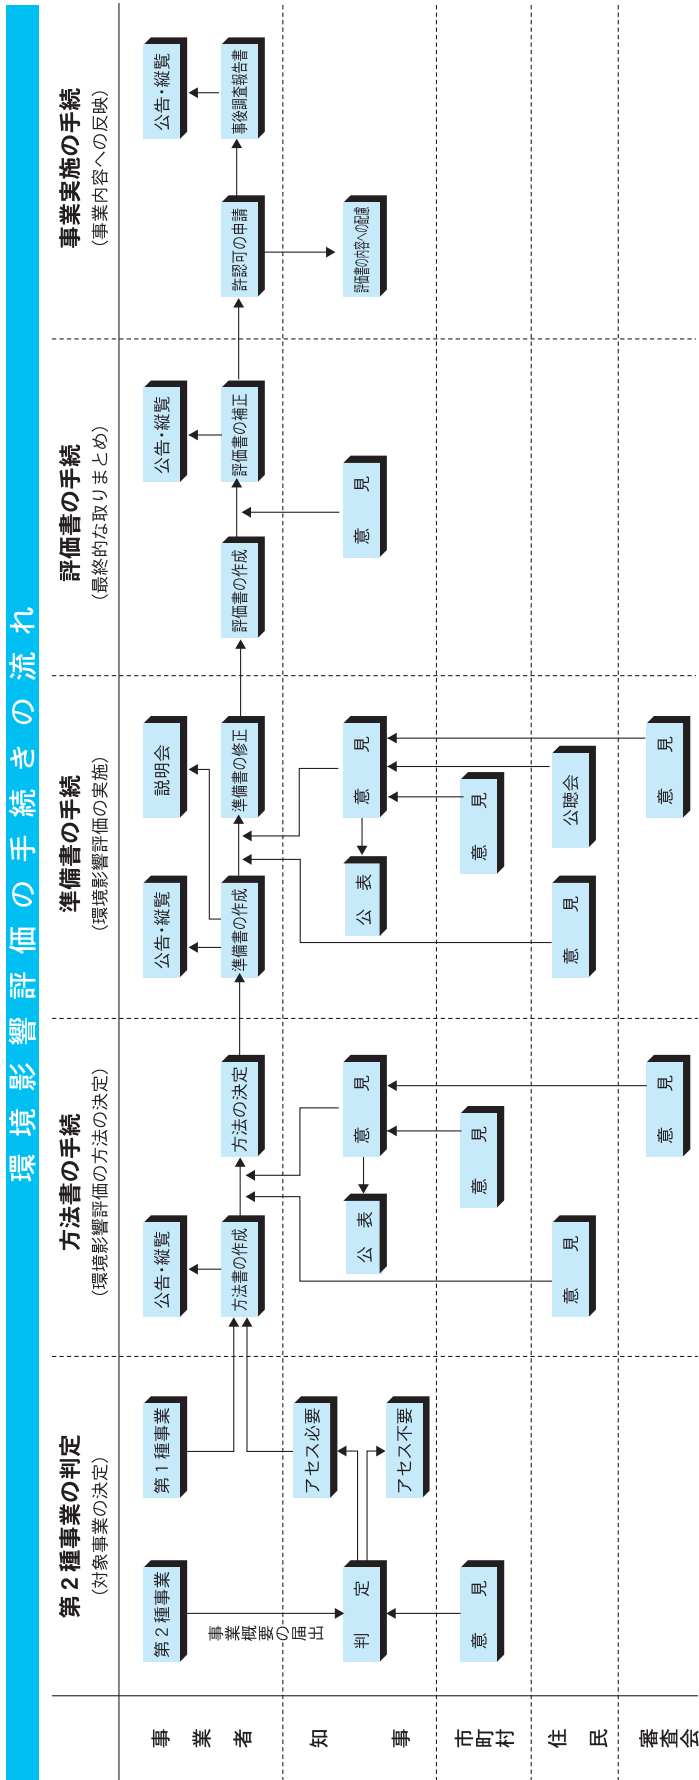 環境影響評価の手続きの流れ
第2種事業の判定
(対象事業の決定)
方法書の手続
(環境影響評価の方法の決定)
準備書の手続
(環境影響評価の実施)
評価書の手続
(最終的な取りまとめ)
事業実施の手続
(事業内容への反映)
事業者
第2種事業
第1種事業
公告・縦覧
公告・縦覧
説明会
公告・縦覧
公告・縦覧
事業概要の届出
方法書の作成
方法の決定
準備書の作成
準備書の修正
評価書の作成
評価書の補正
許認可の申請
事後調査報告書
知事
判定
アセス必要
アセス不要
公表
意見
公表
意見
意見
評価書の内容への配慮
市町村
意見
意見
意見
住民
意見
意見
公聴会
審査会
意見
意見